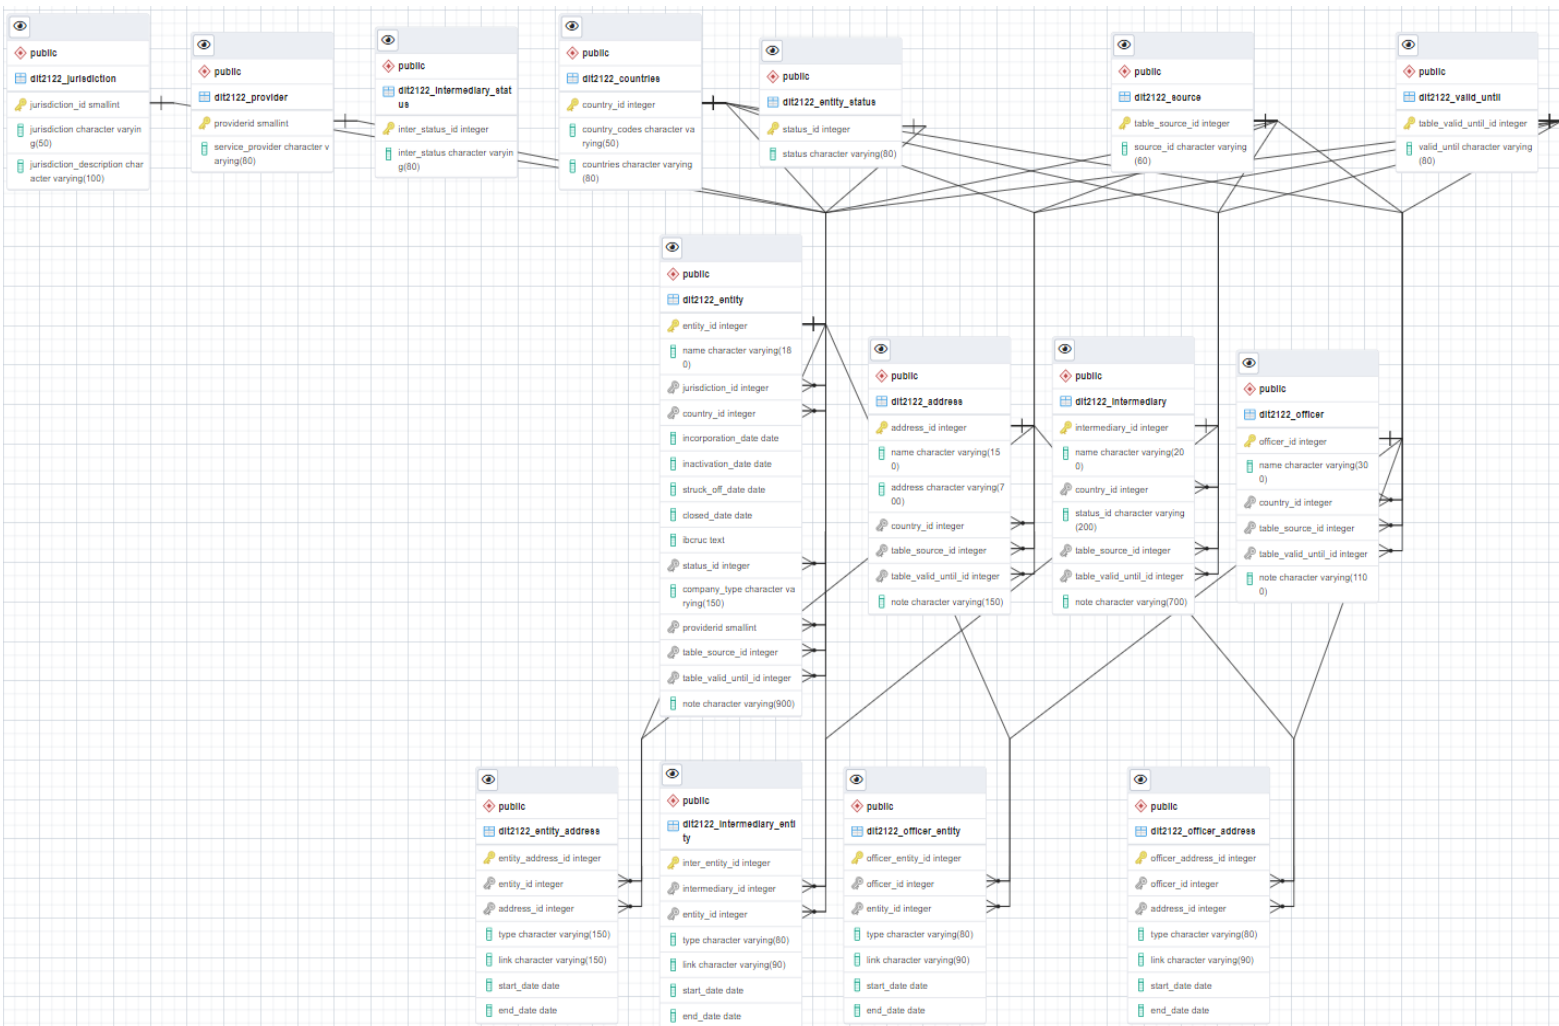 public
dit2122_jurisdiction
jurisdiction_id smallint
jurisdiction character varyin
g(50)
jurisdiction_description char
acter varying(100)
public
dit2122_provider
providerid smallint
service_provider character v
arying(80)
public
dit2122_intermediary_stat
us
inter_status_id integer
inter_status character varyin
g(80)
public
dit2122_countries
country_id integer
country_codes character va
rying(50)
countries character varying
(80)
public
dit2122_entity_status
status_id integer
status character varying(80)
public
dit2122_source
table_source_id integer
source_id character varying
(60)
public
dit2122_valid_until
table_valid_until_id integer
valid_until character varying
(80)
public
dit2122_entity
entity_id integer
name character varying(18
0)
jurisdiction_id integer
country_id integer
incorporation_date date
inactivation_date date
struck_off_date date
closed_date date
ibcruc text
status_id integer
company_type character va
rying(150)
providerid smallint
table_source_id integer
table_valid_until_id integer
note character varying(900)
public
dit2122_address
address_id integer
name character varying(15
0)
address character varying(7
00)
country_id integer
table_source_id integer
table_valid_until_id integer
note character varying(150)
public
dit2122_intermediary
intermediary_id integer
name character varying(20
0)
country_id integer
status_id character varying
(200)
table_source_id integer
table_valid_until_id integer
note character varying(700)
public
dit2122_officer
officer_id integer
name character varying(30
0)
country_id integer
table_source_id integer
table_valid_until_id integer
note character varying(110
0)
public
dit2122_entity_address
entity_address_id integer
entity_id integer
address_id integer
type character varying(150)
link character varying(150)
start_date date
end_date date
public
dit2122_intermediary_enti
ty
inter_entity_id integer
intermediary_id integer
entity_id integer
type character varying(80)
link character varying(90)
start_date date
end_date date
public
dit2122_officer_entity
officer_entity_id integer
officer_id integer
entity_id integer
type character varying(80)
link character varying(90)
start_date date
end_date date
public
dit2122_officer_address
officer_address_id integer
officer_id integer
address_id integer
type character varying(80)
link character varying(90)
start_date date
end_date date